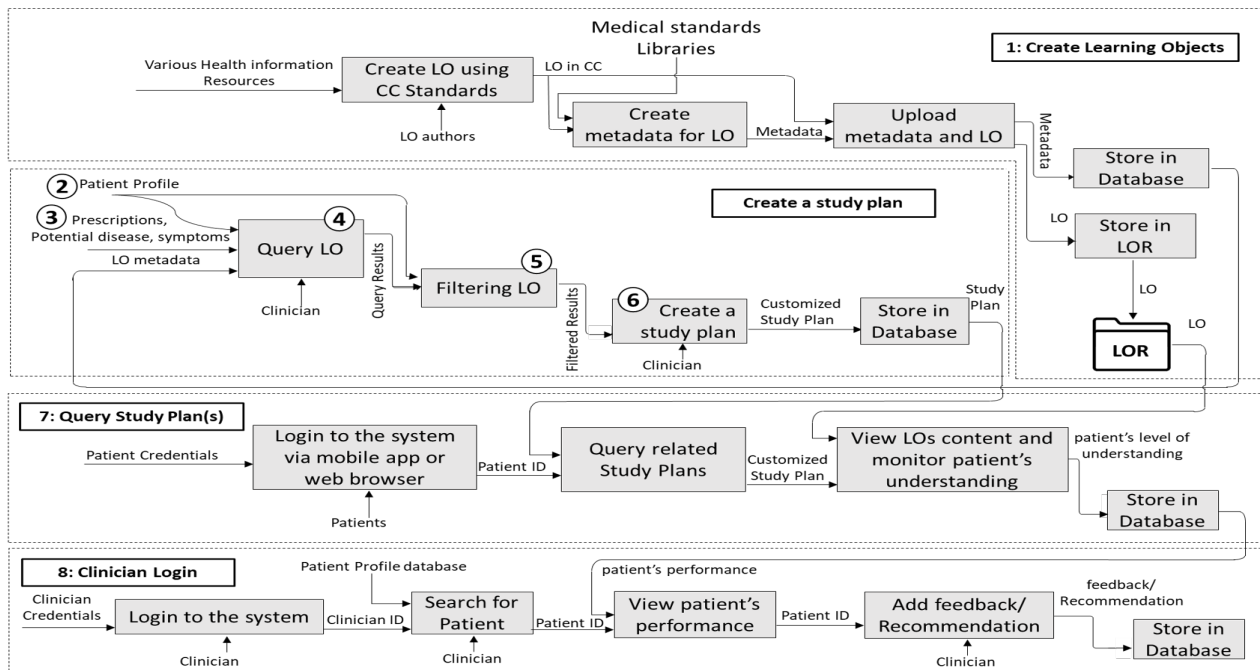 Medical standards
Libraries
1: Create Learning Objects
Various Health information
Resources
Create LO using
CC Standards
LO in CC
LO authors
Create
metadata for LO
Metadata
Upload
metadata and LO
Metadata
Store in
Database
LO
Store in
LOR
LO
LOR
LO
2
Patient Profile
3
Prescriptions,
Potential disease, symptoms
LO metadata
4
Query LO
Clinician
Query Results
5
Filtering LO
Filtered Results
Create a study plan
6
Create a
study plan
Clinician
Customized
Study Plan
Store in
Database
Study
Plan
7: Query Study Plan(s)
Patient Credentials
Login to the system
via mobile app or
web browser
Patients
Patient ID
Query related
Study Plans
Customized
Study Plan
View LOs content and
monitor patient's
understanding
patient's level of
understanding
Store in
Database
8: Clinician Login
Clinician
Credentials
Login to the system
Clinician
Clinician ID
Patient Profile database
Search for
Patient
Clinician
Patient ID
patient's performance
View patient's
performance
Patient ID
Add feedback/
Recommendation
Clinician
feedback/
Recommendation
Store in
Database